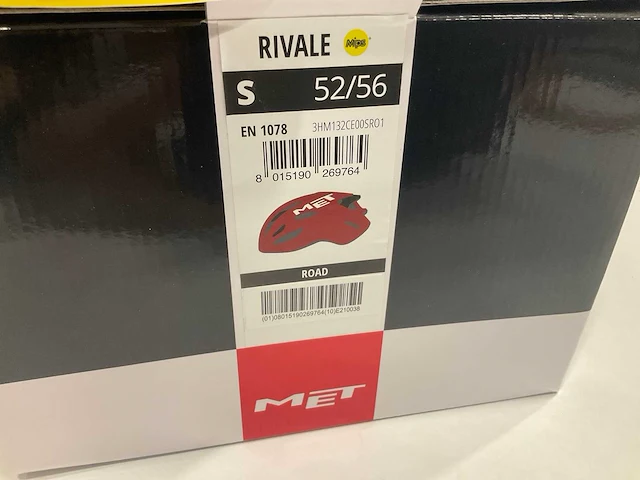 RIVALE Mips
S 52/56
EN 1078 3HM132CE00SRO1
8 015190 269764
MET
ROAD
(01)08015190269764(10)E210038
MET